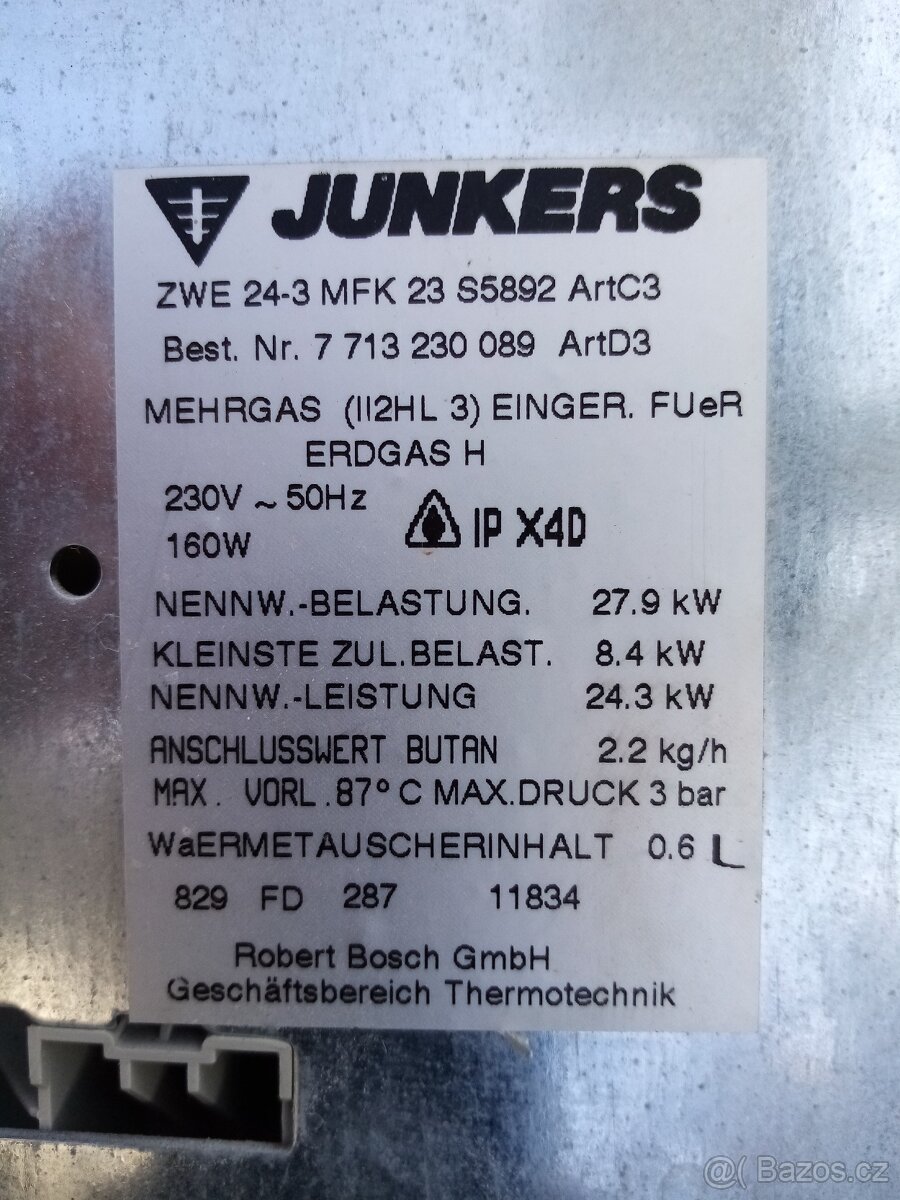 JUNKERS
ZWE 24-3 MFK 23 S5892 ArtC3
Best. Nr. 7 713 230 089 ArtD3
MEHRGAS (II2HL 3) EINGER. FUeR
ERDGAS H
230V ~ 50Hz
160W
IP X4D
NENNW.-BELASTUNG. 27.9 kW
KLEINSTE ZUL.BELAST. 8.4 kW
NENNW.-LEISTUNG 24.3 kW
ANSCHLUSSWERT BUTAN 2.2 kg/h
MAX. VORL.87° C MAX.DRUCK 3 bar
WaERMETAUSCHERINHALT 0.6 L
829 FD 287 11834
Robert Bosch GmbH
Geschäftsbereich Thermotechnik
@( Bazos.cz